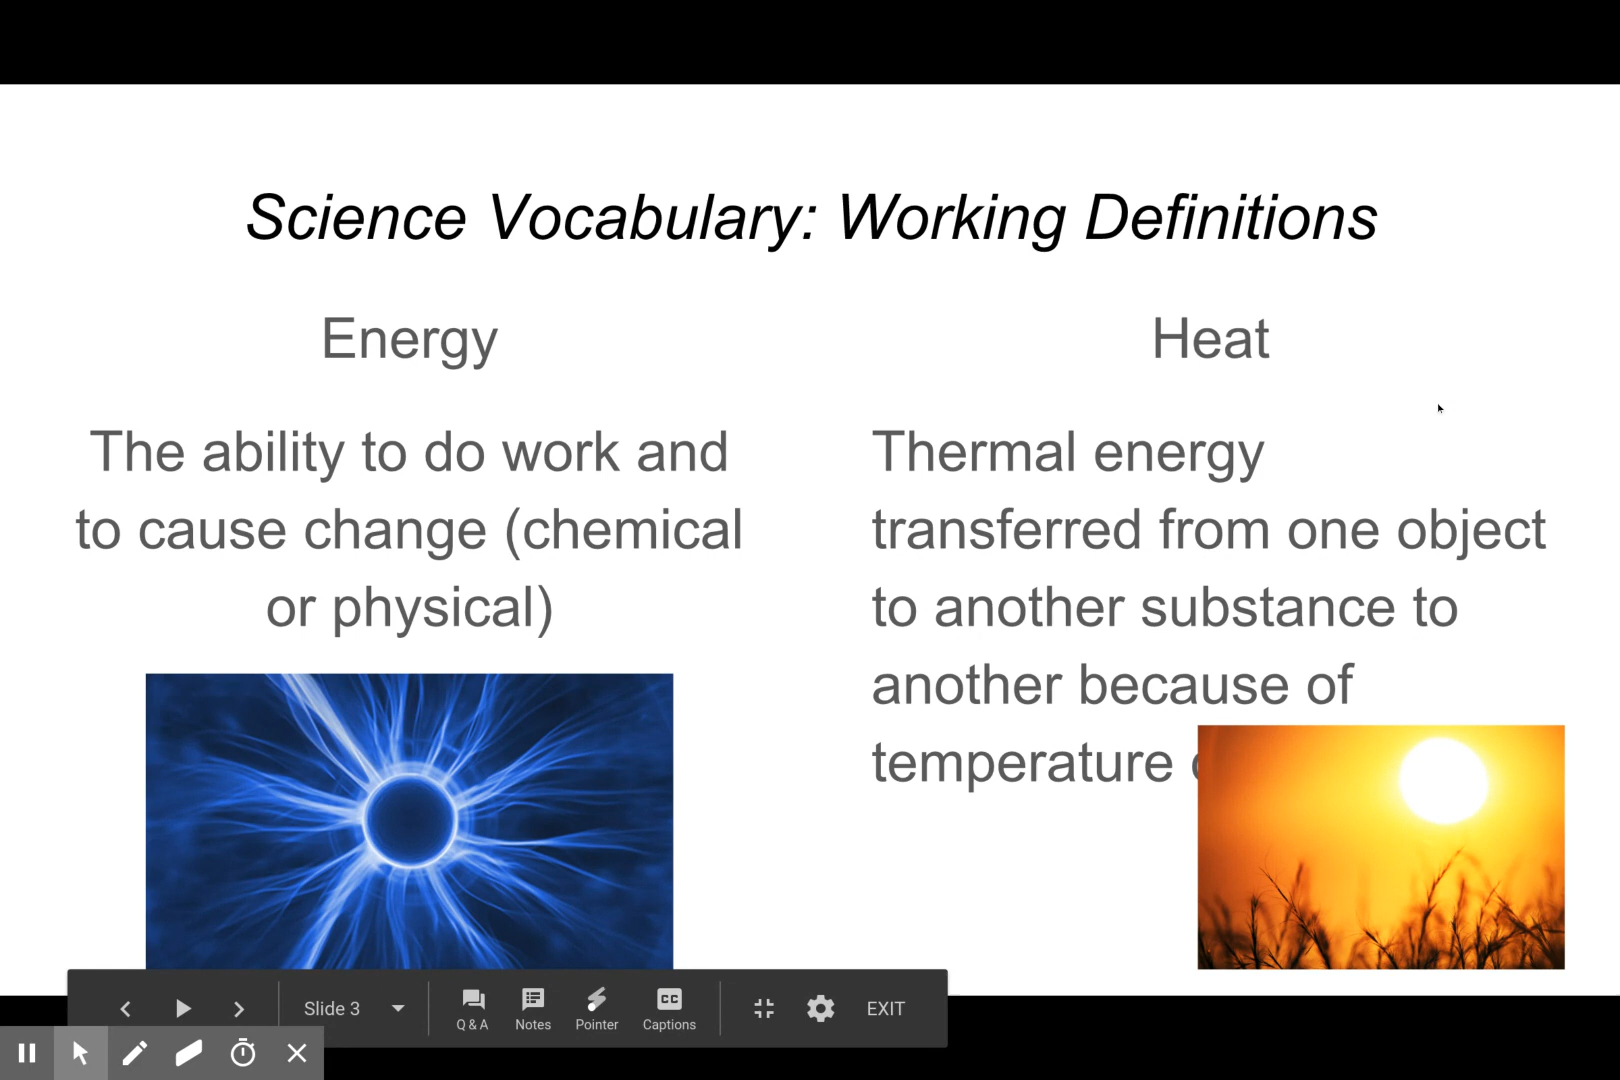 Science Vocabulary: Working Definitions
Energy
The ability to do work and
to cause change (chemical
or physical)
Heat
Thermal energy
transferred from one object
to another substance to
another because of
temperature
Slide 3
Q & A
Notes
Pointer
CC
Captions
EXIT